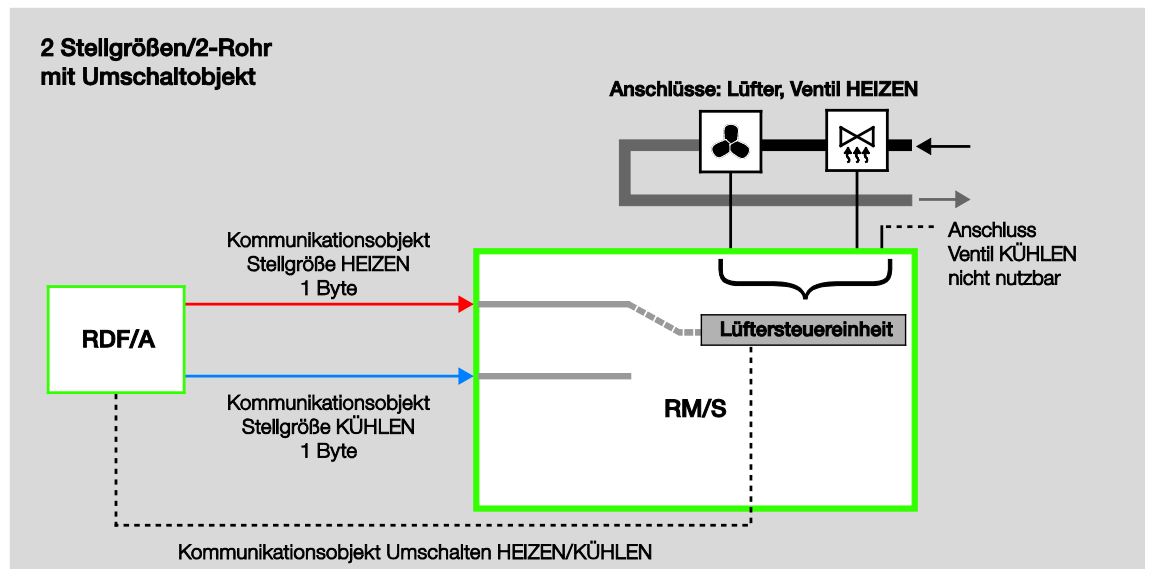 2 Stellgrößen/2-Rohr
mit Umschaltobjekt
Anschlüsse: Lüfter, Ventil HEIZEN
Anschluss
Ventil KÜHLEN
nicht nutzbar
Kommunikationsobjekt
Stellgröße HEIZEN
1 Byte
RDF/A
Lüftersteuereinheit
Kommunikationsobjekt
Stellgröße KÜHLEN
1 Byte
RM/S
Kommunikationsobjekt Umschalten HEIZEN/KÜHLEN